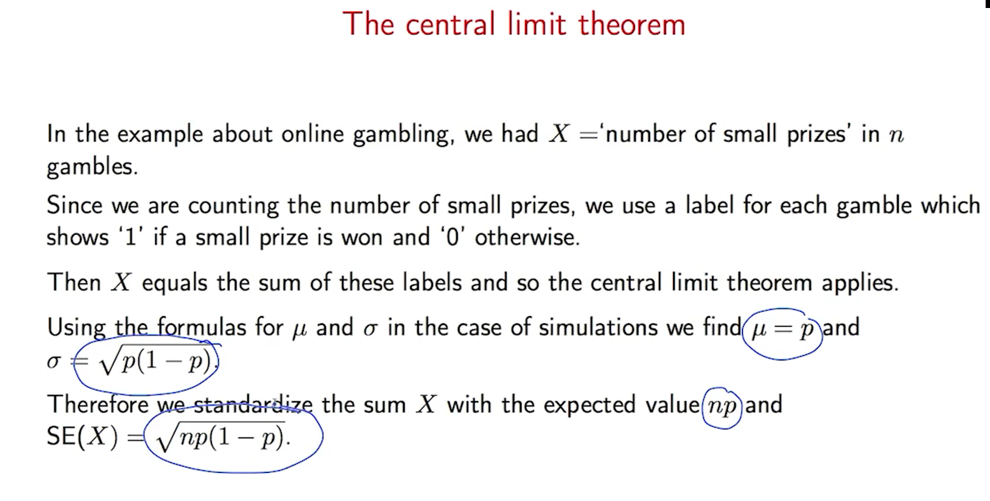 The central limit theorem
In the example about online gambling, we had X =‘number of small prizes’ in n
gambles.
Since we are counting the number of small prizes, we use a label for each gamble which
shows ‘1’ if a small prize is won and ‘0’ otherwise.
Then X equals the sum of these labels and so the central limit theorem applies.
Using the formulas for μ and σ in the case of simulations we find μ = p and
σ = √p(1 − p).
Therefore we standardize the sum X with the expected value np and
SE(X) = √np(1 − p).